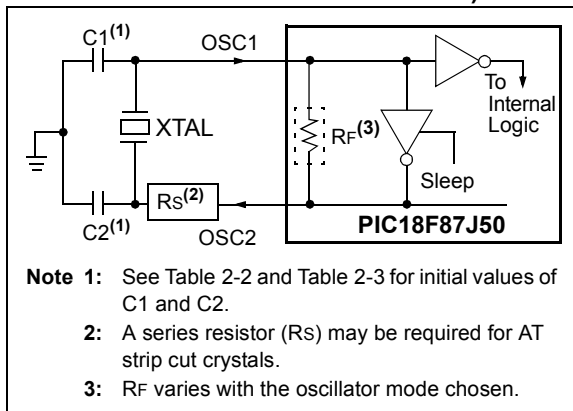 C1(1)
OSC1
To
Internal
Logic
XTAL
RF(3)
Sleep
RS(2)
C2(1)
OSC2
PIC18F87J50
Note 1: See Table 2-2 and Table 2-3 for initial values of
C1 and C2.
2: A series resistor (RS) may be required for AT
strip cut crystals.
3: RF varies with the oscillator mode chosen.